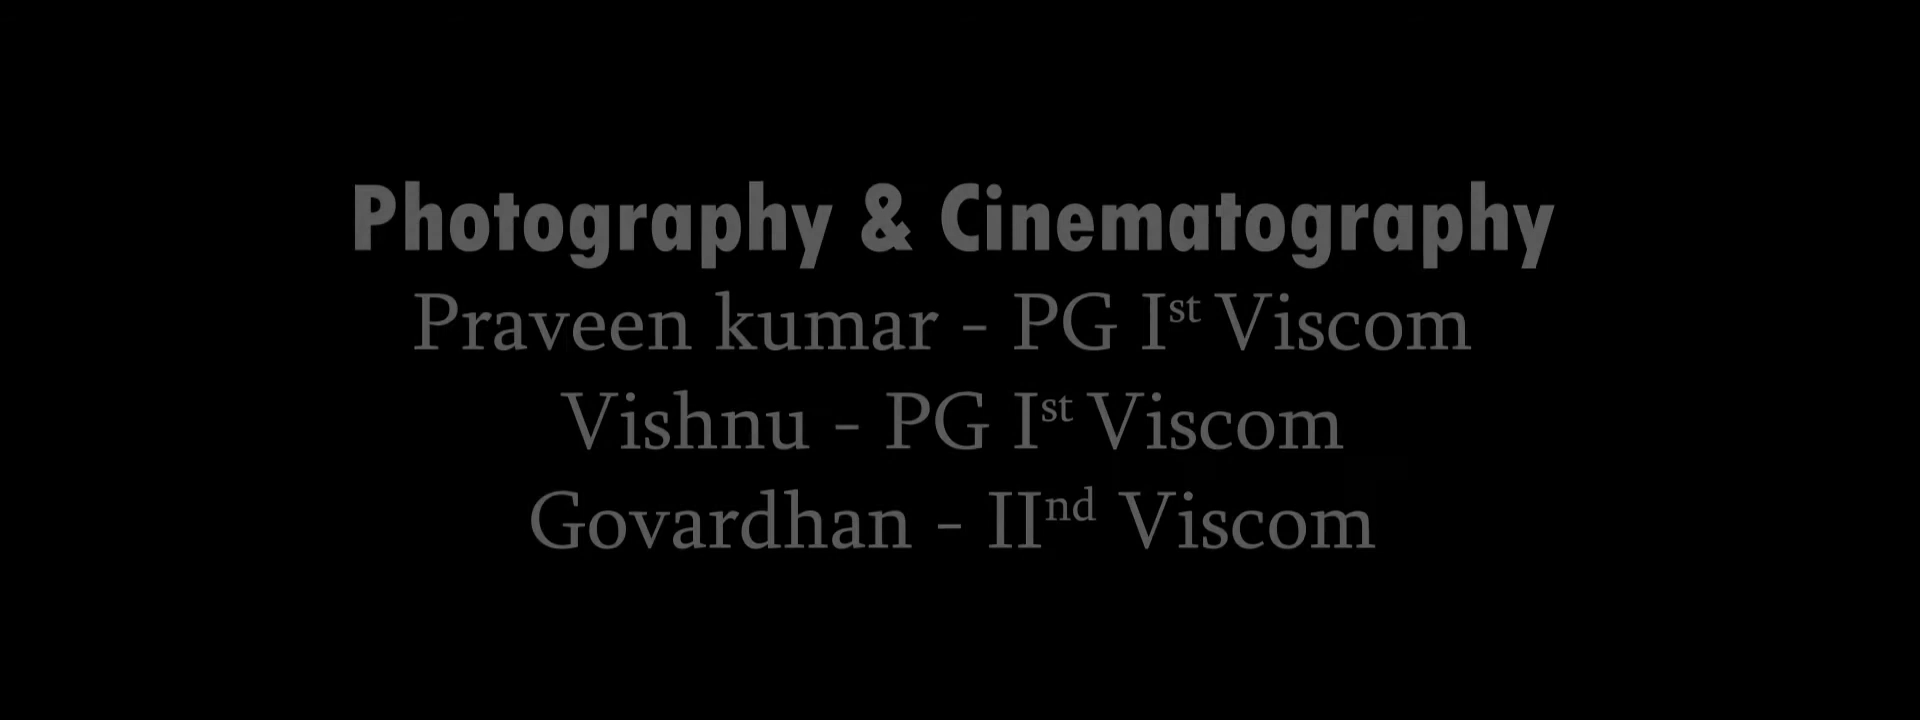 Photography & Cinematography
Praveen kumar - PG Ist Viscom
Vishnu - PG Ist Viscom
Govardhan - IInd Viscom